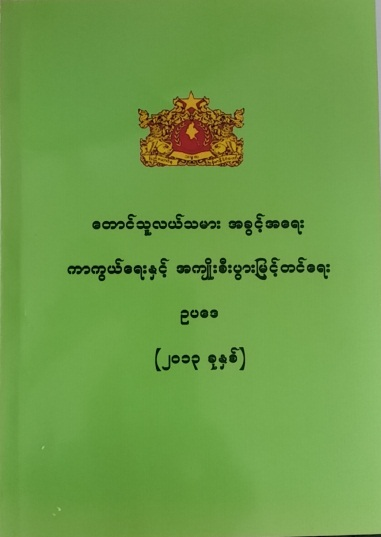 တောင်သူလယ်သမား အခွင့်အရေး
ကာကွယ်ရေးနှင့် အကျိုးစီးပွားမြှင့်တင်ရေး
ဥပဒေ
(၂၀၁၃ ခုနှစ်)